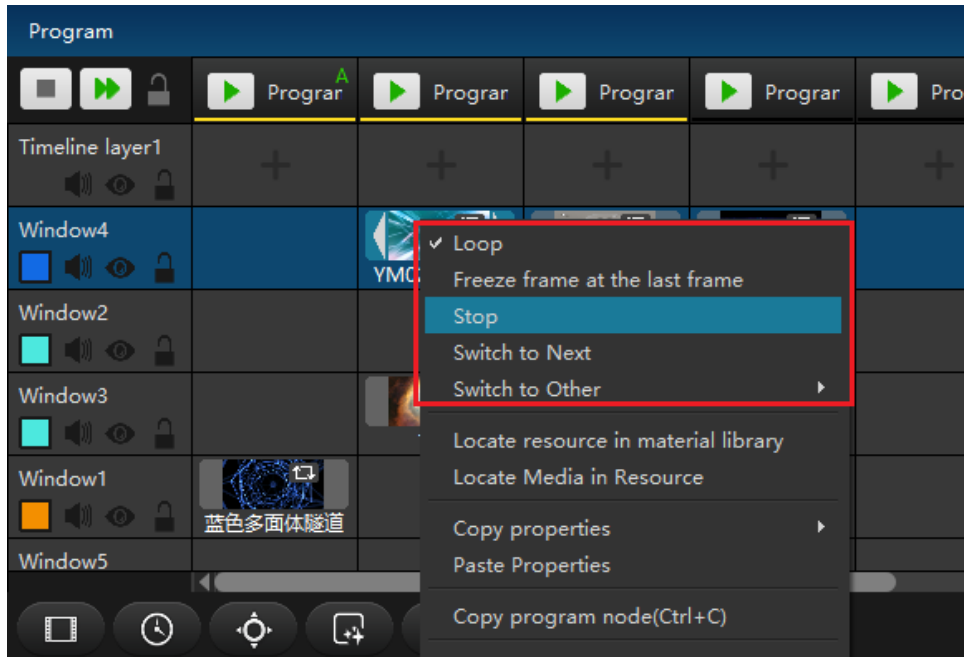 Program
A
Prograr Prograr Prograr Prograr Pro
Timeline layer1
Window4
YM0
Loop
Freeze frame at the last frame
Stop
Window2
Switch to Next
Switch to Other
Window3
Locate resource in material library
Locate Media in Resource
Window1
蓝色多面体隧道
Copy properties
Paste Properties
Window5
Copy program node(Ctrl+C)